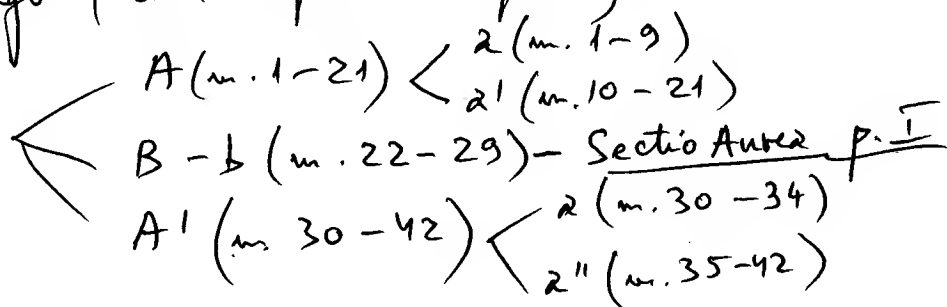 a (m. 1-9)
A (m. 1-21) <
a' (m. 10-21)
B - b (m. 22-29) - Sectio Aurea p. I
a (m. 30-34)
A' (m. 30-42) <
a" (m. 35-42)